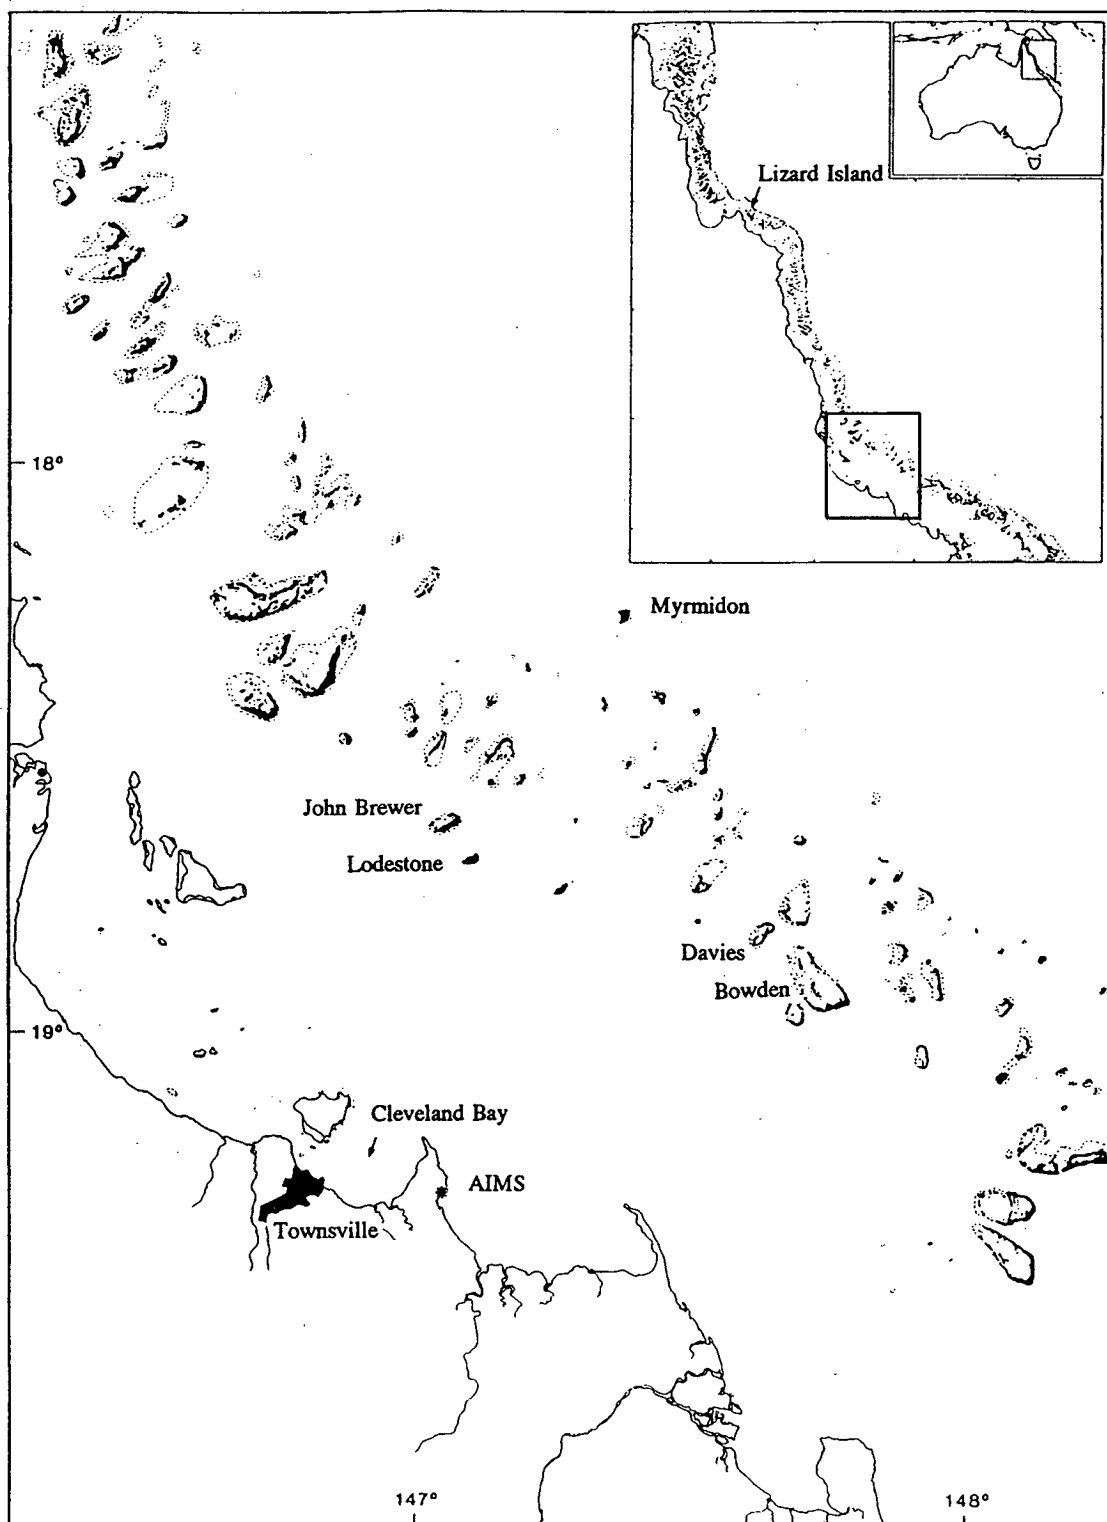 Lizard Island
18°
Myrmidon
John Brewer
Lodestone
Davies
Bowden
19°
Cleveland Bay
AIMS
Townsville
147°
148°